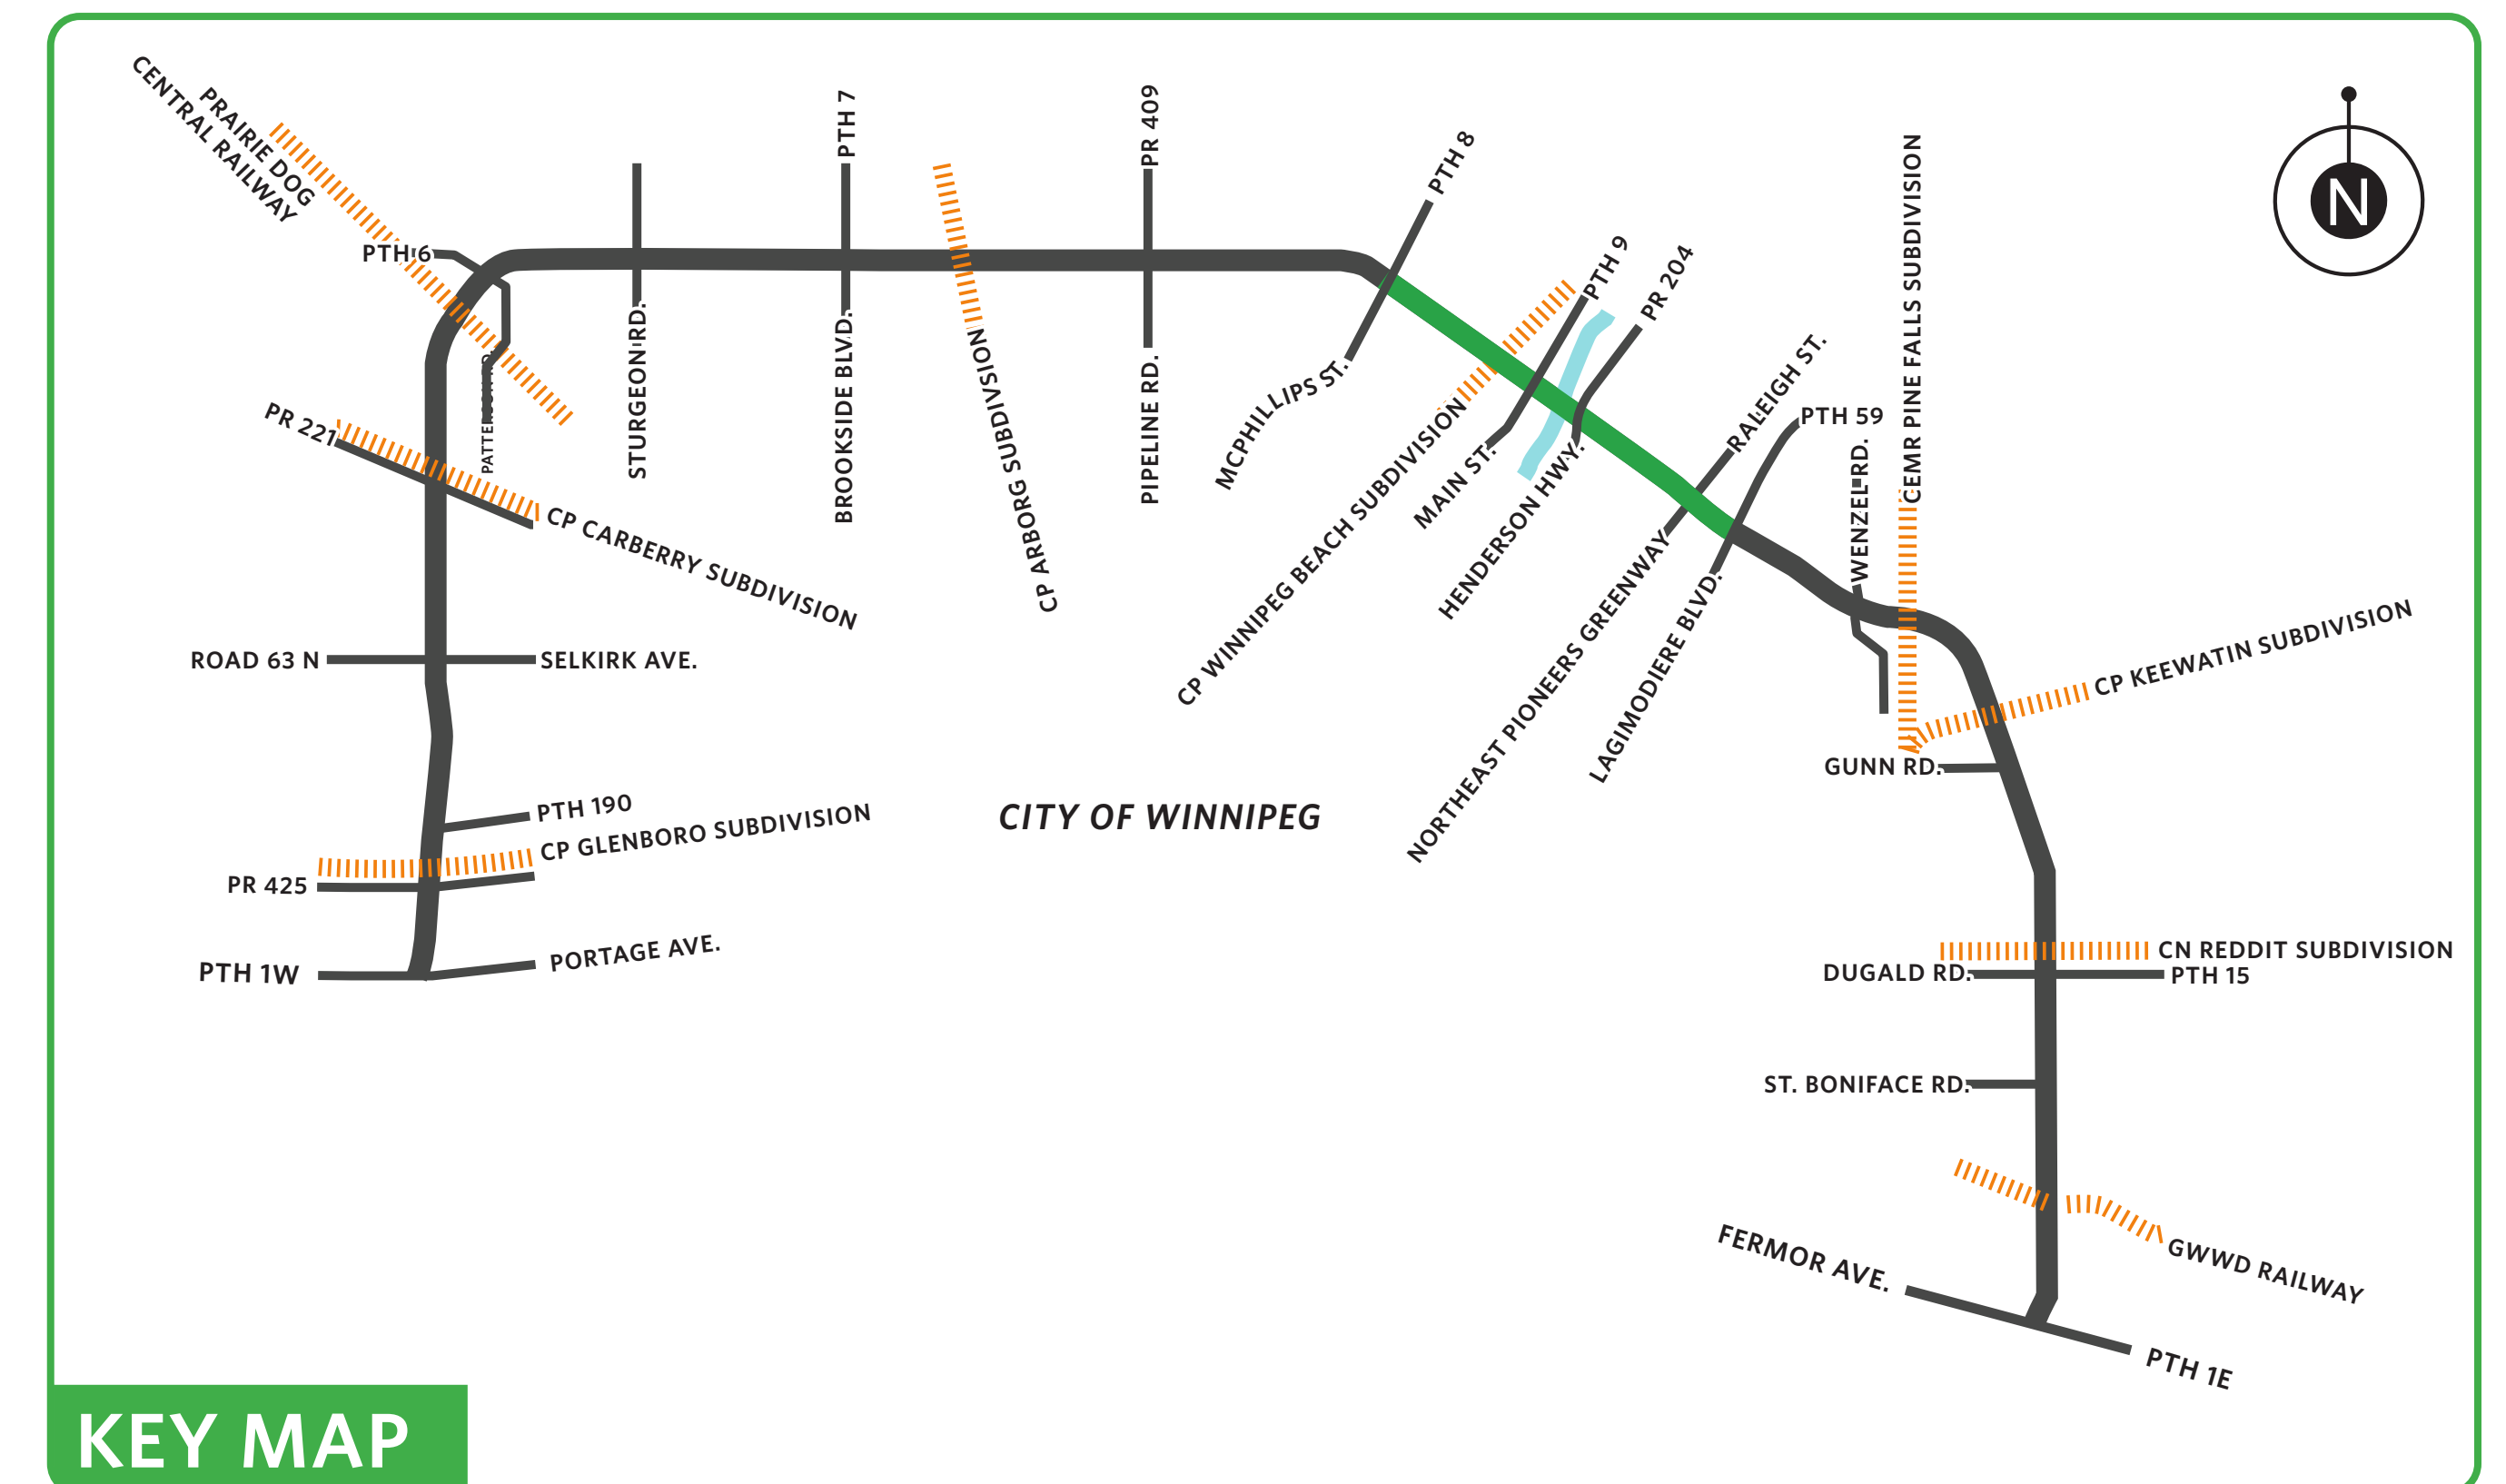 PRAIRIE DOG
CENTRAL RAILWAY
PTH 6
PTH 7
PR 409
PTH 8
PTH 9
PR 204
CEMR PINE FALLS SUBDIVISION
N
PR 221
STURGEON RD.
BROOKSIDE BLVD.
CP ARBORG SUBDIVISION
PIPELINE RD.
MCPHILLIPS ST.
CP WINNIPEG BEACH SUBDIVISION
MAIN ST.
HENDERSON HWY.
RALEIGH ST.
NORTHEAST PIONEERS GREENWAY
PTH 59
LAGIMODIERE BLVD.
WENZEL RD.
CP CARBERRY SUBDIVISION
ROAD 63 N
SELKIRK AVE.
CP KEEWATIN SUBDIVISION
GUNN RD.
PTH 190
CP GLENBORO SUBDIVISION
CITY OF WINNIPEG
PR 425
PTH 1W
PORTAGE AVE.
CN REDDIT SUBDIVISION
DUGALD RD.
PTH 15
ST. BONIFACE RD.
GWWD RAILWAY
FERMOR AVE.
PTH 1E
KEY MAP